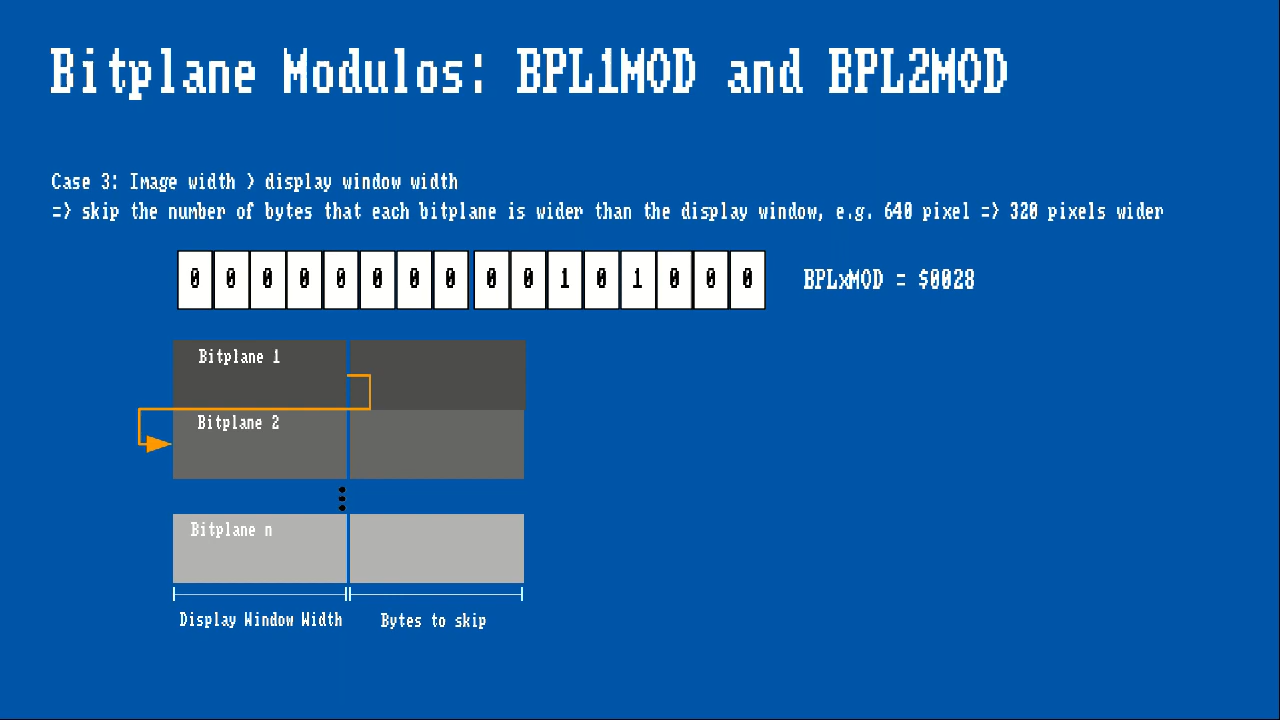 Bitplane Modulos: BPL1MOD and BPL2MOD
Case 3: Image width > display window width
=> skip the number of bytes that each bitplane is wider than the display window, e.g. 640 pixel => 320 pixels wider
0 0 0 0 0 0 0 0 0 0 1 0 1 0 0 0 BPLxMOD = $0028
Bitplane 1
Bitplane 2
Bitplane n
Display Window Width Bytes to skip